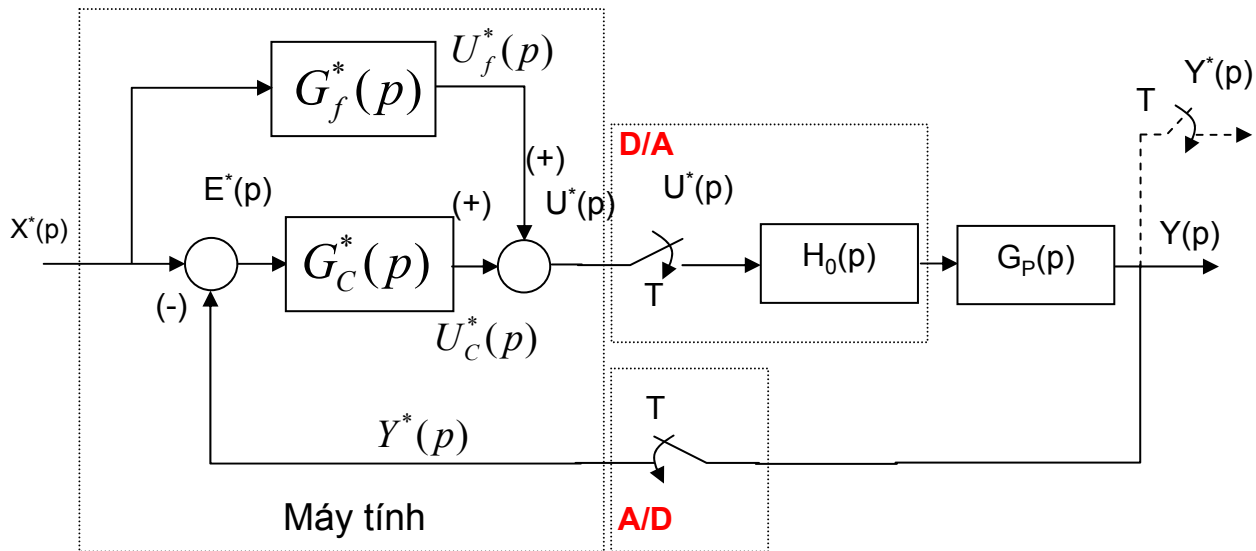 U*f(p)
G*f(p)
T
Y*(p)
D/A
(+)
E*(p)
(+)
U*(p)
U*(p)
X*(p)
G*C(p)
H0(p)
GP(p)
Y(p)
(-)
T
U*C(p)
T
Y*(p)
Máy tính
A/D